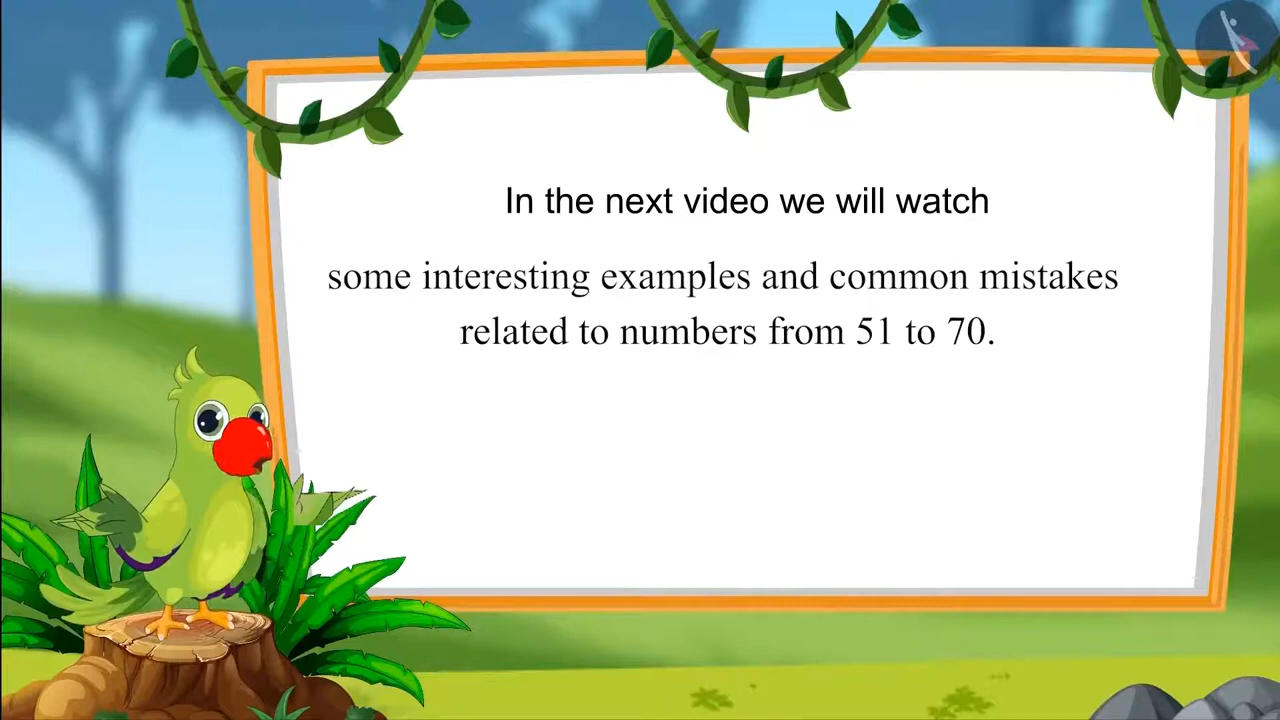 In the next video we will watch
some interesting examples and common mistakes
related to numbers from 51 to 70.